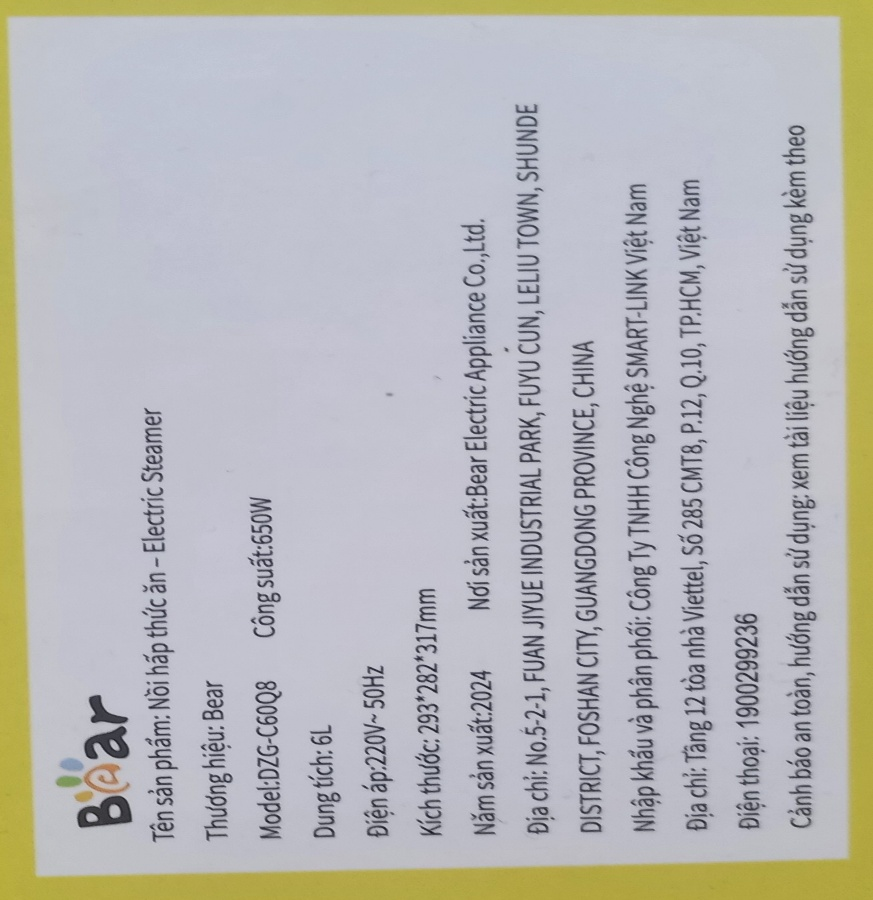 Bear
Tên sản phẩm: Nồi hấp thức ăn – Electric Steamer
Thương hiệu: Bear
Model:DZG-C60Q8 Công suất:650W
Dung tích: 6L
Điện áp:220V~ 50Hz
Kích thước: 293*282*317mm
Năm sản xuất:2024 Nơi sản xuất:Bear Electric Appliance Co.,Ltd.
Địa chỉ: No.5-2-1, FUAN JIYUE INDUSTRIAL PARK, FUYU CUN, LELIU TOWN, SHUNDE
DISTRICT, FOSHAN CITY, GUANGDONG PROVINCE, CHINA
Nhập khẩu và phân phối: Công Ty TNHH Công Nghệ SMART-LINK Việt Nam
Địa chỉ: Tầng 12 tòa nhà Viettel, Số 285 CMT8, P.12, Q.10, TP.HCM, Việt Nam
Điện thoại: 1900299236
Cảnh báo an toàn, hướng dẫn sử dụng: xem tài liệu hướng dẫn sử dụng kèm theo